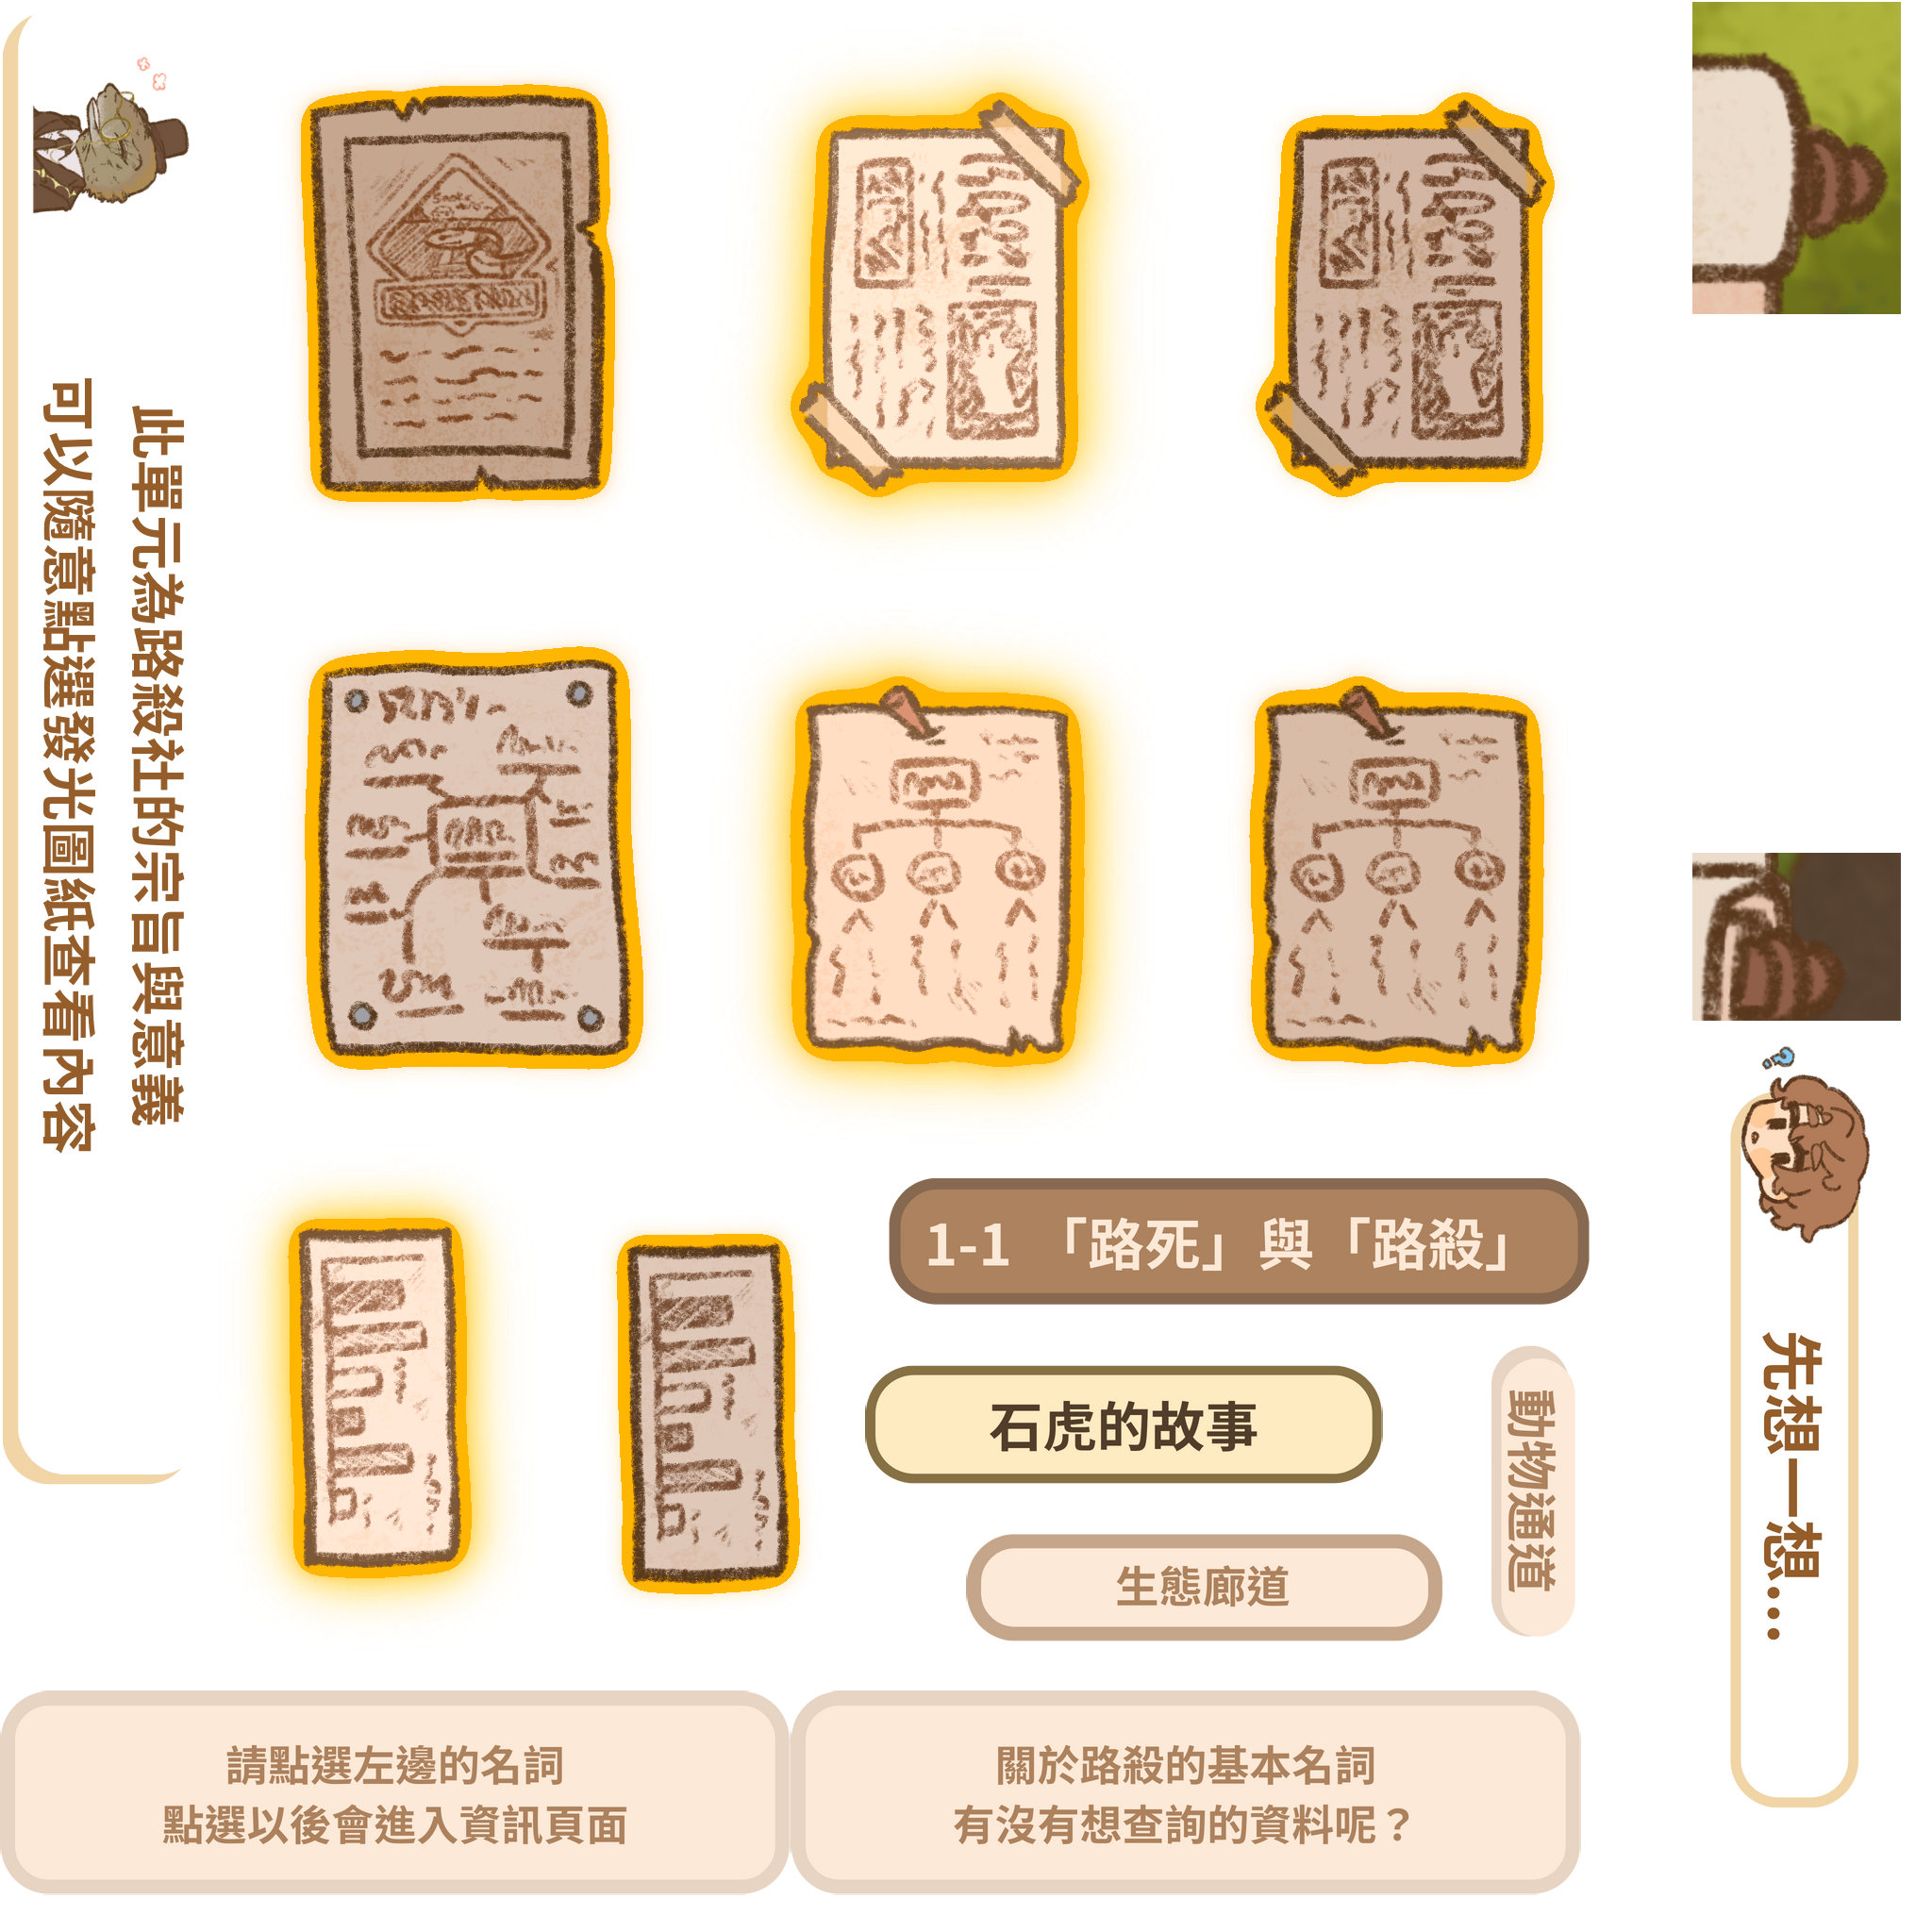 此單元為路殺社的宗旨與意義
可以隨意點選發光圖紙查看內容
1-1 「路死」與「路殺」
石虎的故事
動物通道
生態廊道
先想一想...
請點選左邊的名詞
點選以後會進入資訊頁面
關於路殺的基本名詞
有沒有想查詢的資料呢？